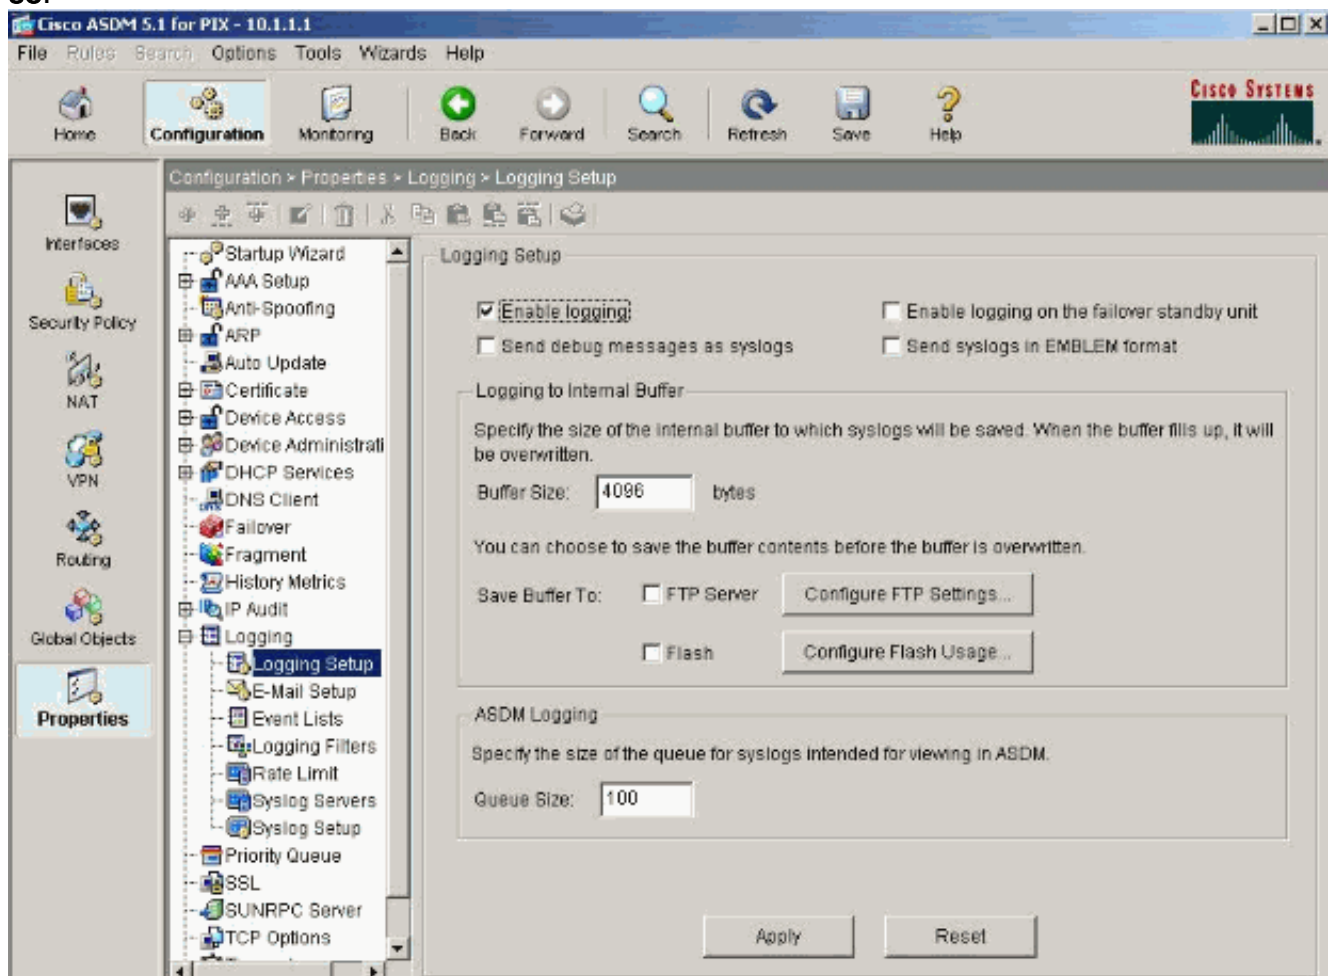 Cisco ASDM 5.1 for PIX - 10.1.1.1
File Rules Search Options Tools Wizards Help
Home Configuration Monitoring Back Forward Search Refresh Save Help
CISCO SYSTEMS
Configuration > Properties > Logging > Logging Setup
Interfaces
Security Policy
NAT
VPN
Routing
Global Objects
Properties
Startup Wizard
AAA Setup
Anti-Spoofing
ARP
Auto Update
Certificate
Device Access
Device Administrati
DHCP Services
DNS Client
Failover
Fragment
History Metrics
IP Audit
Logging
Logging Setup
E-Mail Setup
Event Lists
Logging Filters
Rate Limit
Syslog Servers
Syslog Setup
Priority Queue
SSL
SUNRPC Server
TCP Options
Logging Setup
Enable logging
Enable logging on the failover standby unit
Send debug messages as syslogs
Send syslogs in EMBLEM format
Logging to Internal Buffer
Specify the size of the internal buffer to which syslogs will be saved. When the buffer fills up, it will
be overwritten.
Buffer Size: 4096 bytes
You can choose to save the buffer contents before the buffer is overwritten.
Save Buffer To: FTP Server Configure FTP Settings...
Flash Configure Flash Usage...
ASDM Logging
Specify the size of the queue for syslogs intended for viewing in ASDM.
Queue Size: 100
Apply Reset